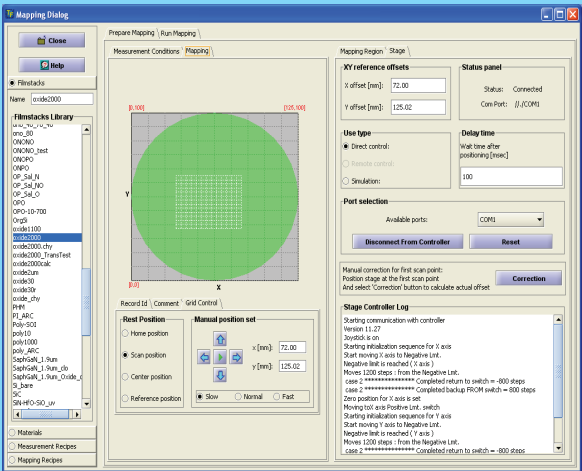 Mapping Dialog
Close
Help
Filmstacks
Name oxide2000
Filmstacks Library
ono_80
ONONO
ONONO_test
ONOPO
ONPO
OP_Sal_N
OP_Sal_NO
OP_Sal_O
OPO
OPO-10-700
OrgSi
oxide1100
oxide2000
oxide2000.chy
oxide2000_TransTest
oxide2000calc
oxide2um
oxide30
oxide30r
oxide_chy
PHM
PI_ARC
Poly-SOI
poly10
poly1000
poly_ARC
SaphGaN_1.9um
SaphGaN_1.9um_clo
SaphGaN_1.9um_Oxide_c
Si_bare
SiC
SiN-HfO-SiO_uv
Materials
Measurement Recipes
Mapping Recipes
Prepare Mapping Run Mapping
Measurement Conditions Mapping
[0,100] [125,100]
Y
[0,0] X
Record Id Comment Grid Control
Rest Position
Home position
Scan position
Center position
Reference position
Manual position set
x [mm]: 72.00
y [mm]: 125.02
Slow Normal Fast
Mapping Region Stage
XY reference offsets
X offset [mm]: 72.00
Y offset [mm]: 125.02
Status panel
Status: Connected
Com Port: //./COM1
Use type
Direct control:
Remote control:
Simulation:
Delay time
Wait time after
positioning [msec]
100
Port selection
Available ports: COM1
Disconnect From Controller Reset
Manual correction for first scan point:
Position stage at the first scan point
And select 'Correction' button to calculate actual offset
Correction
Stage Controller Log
Starting communication with controller
Version 11.27
Joystick is on
Starting initialization sequence for X axis
Start moving X axis to Negative Lmt.
Negative limit is reached ( X axis )
Moves 1200 steps : from the Negative Lmt.
case 2 **************** Completed return to switch = -800 steps
case 2 **************** Completed backup FROM switch = 800 steps
Zero position for X axis is set
Moving toX axis Positive Lmt. switch
Starting initialization sequence for Y axis
Start moving Y axis to Negative Lmt.
Negative limit is reached ( Y axis )
Moves 1200 steps : from the Negative Lmt.
case 2 **************** Completed return to switch = -800 steps